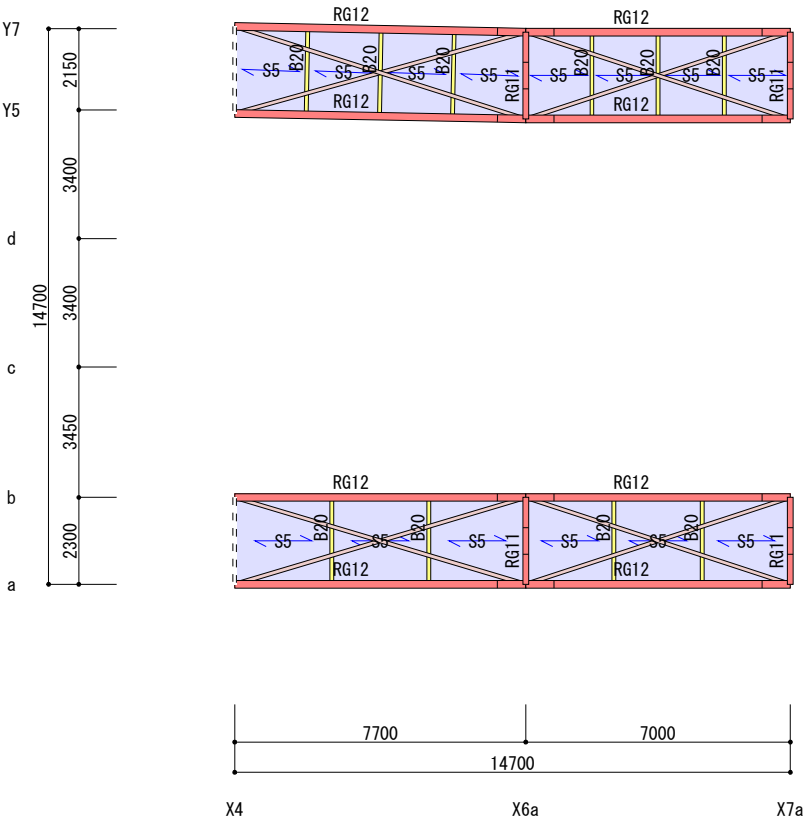 RG12 RG12
Y7
B20 B20 B20 B20 B20 B20
2150
S5 S5 S5 S5 S5 S5 S5 S5
RG11 RG11
RG12 RG12
Y5
3400
d
14700
3400
c
3450
RG12 RG12
b
B20 B20
2300
S5 S5 S5 S5 S5 S5
RG11 RG11
RG12 RG12
a
7700 7000
14700
X4 X6a X7a